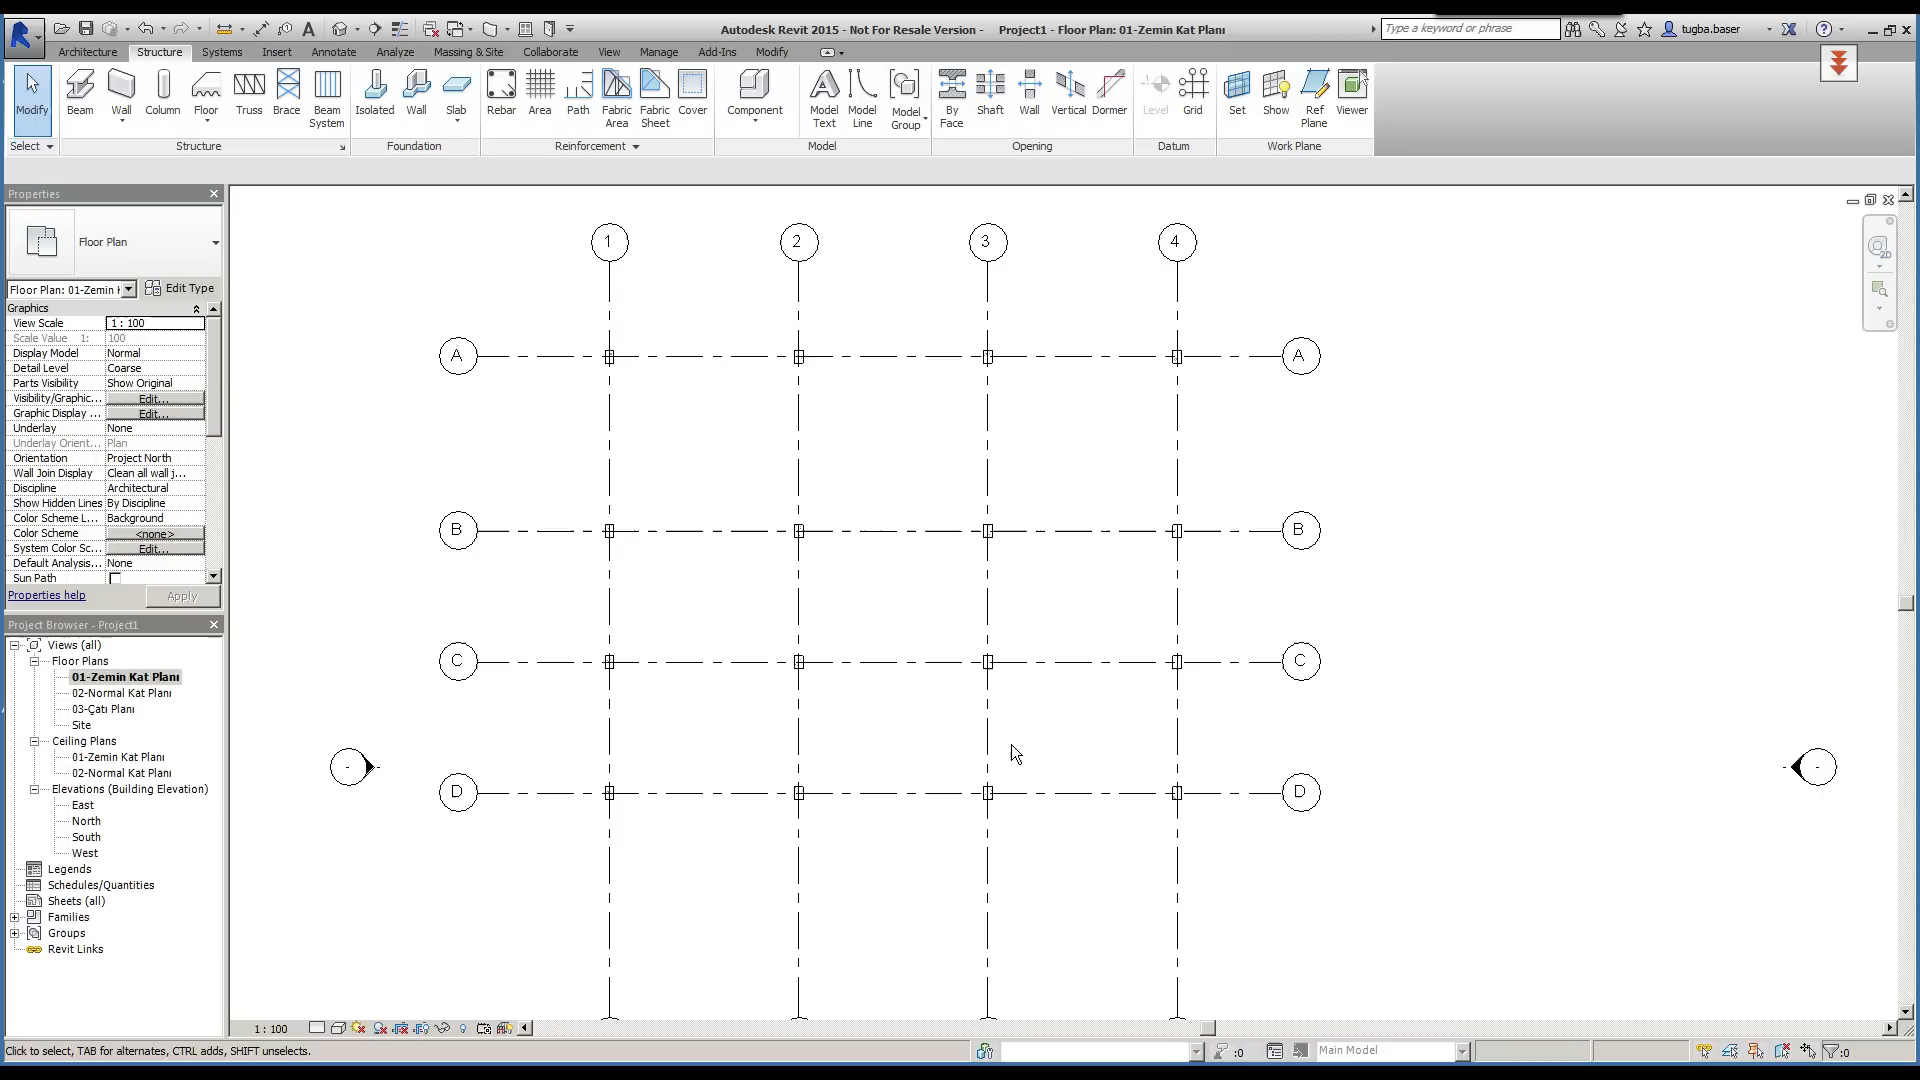 Autodesk Revit 2015 - Not For Resale Version - Project1 - Floor Plan: 01-Zemin Kat Planı
Type a keyword or phrase
tugba.baser
Architecture Structure Systems Insert Annotate Analyze Massing & Site Collaborate View Manage Add-Ins Modify
Modify Beam Wall Column Floor Truss Brace Beam System Isolated Wall Slab Rebar Area Path Fabric Area Fabric Sheet Cover Component Model Text Model Line Model Group By Face Shaft Wall Vertical Dormer Level Grid Set Show Ref Plane Viewer
Select Structure Foundation Reinforcement Model Opening Datum Work Plane
Properties
Floor Plan
Floor Plan: 01-Zemin K Edit Type
Graphics
View Scale 1 : 100
Scale Value 1: 100
Display Model Normal
Detail Level Coarse
Parts Visibility Show Original
Visibility/Graphic... Edit...
Graphic Display ... Edit...
Underlay None
Underlay Orient... Plan
Orientation Project North
Wall Join Display Clean all wall j...
Discipline Architectural
Show Hidden Lines By Discipline
Color Scheme L... Background
Color Scheme <none>
System Color Sc... Edit...
Default Analysis... None
Sun Path
Properties help Apply
Project Browser - Project1
Views (all)
Floor Plans
01-Zemin Kat Planı
02-Normal Kat Planı
03-Çatı Planı
Site
Ceiling Plans
01-Zemin Kat Planı
02-Normal Kat Planı
Elevations (Building Elevation)
East
North
South
West
Legends
Schedules/Quantities
Sheets (all)
Families
Groups
Revit Links
1 2 3 4
A A
B B
C C
D D
2D
1 : 100
Click to select, TAB for alternates, CTRL adds, SHIFT unselects.
:0
Main Model
:0